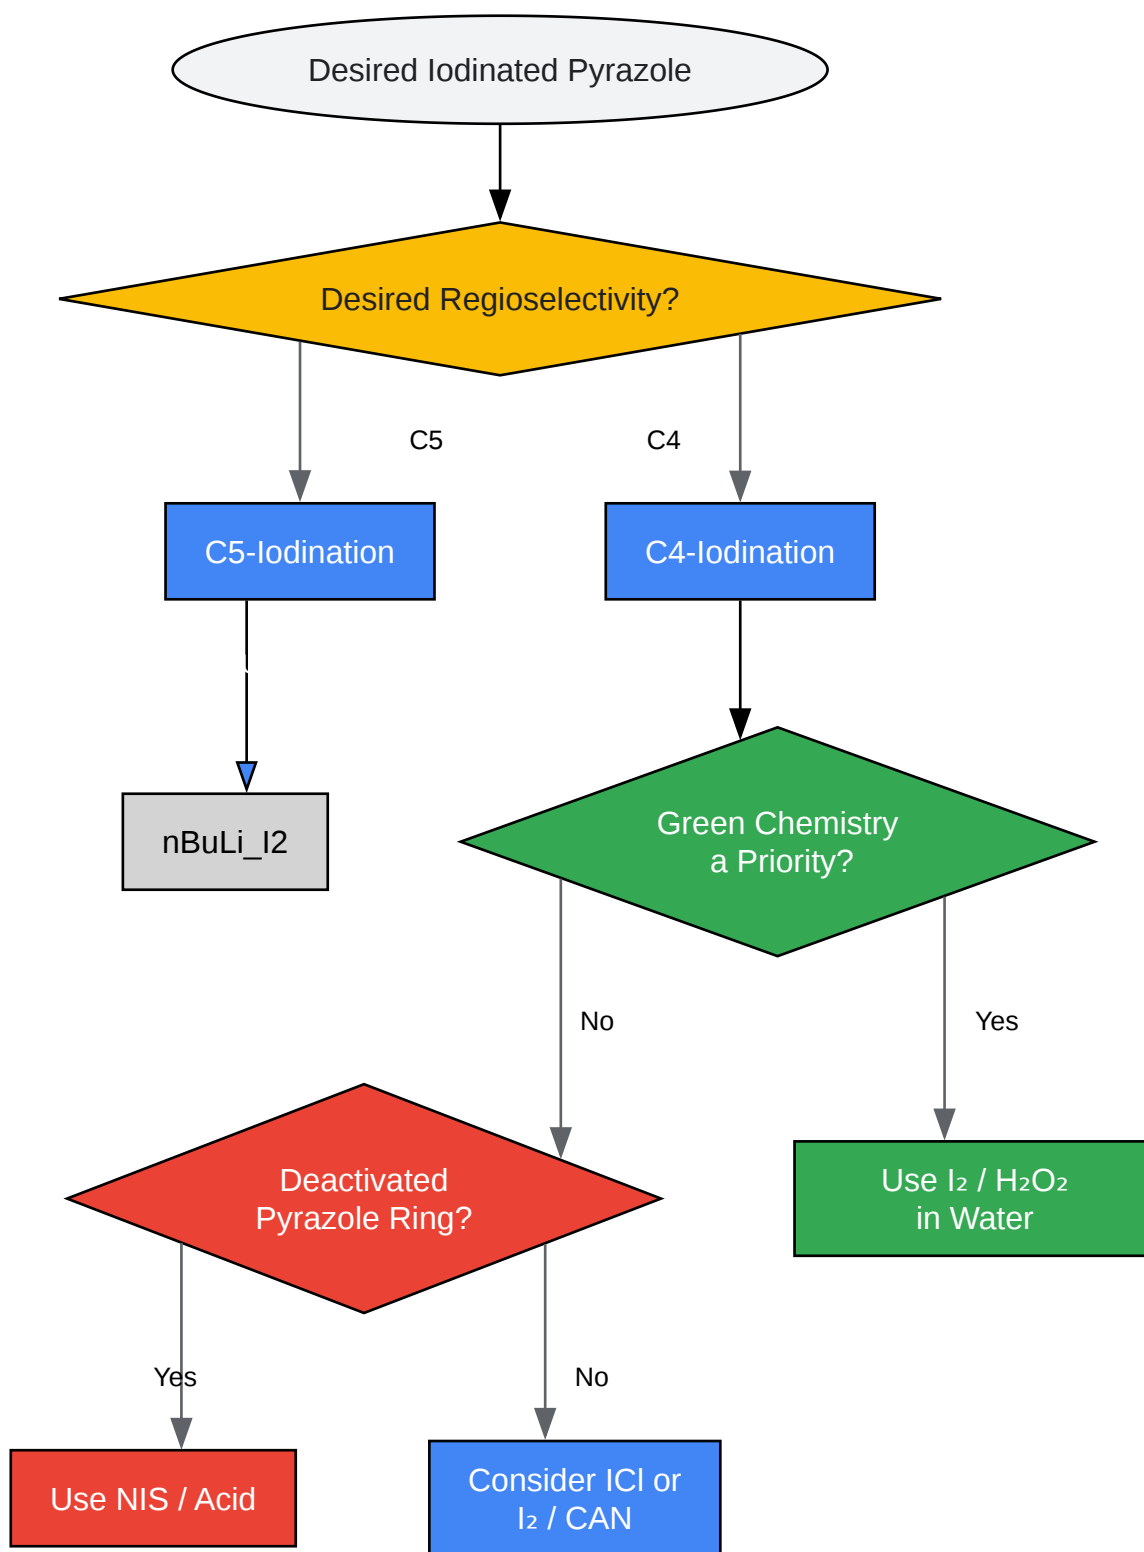 Desired Iodinated Pyrazole
Desired Regioselectivity?
C5
C4
C5-Iodination
C4-Iodination
nBuLi_I2
Green Chemistry
a Priority?
No
Yes
Deactivated
Pyrazole Ring?
Use I₂ / H₂O₂
in Water
Yes
No
Use NIS / Acid
Consider ICl or
I₂ / CAN